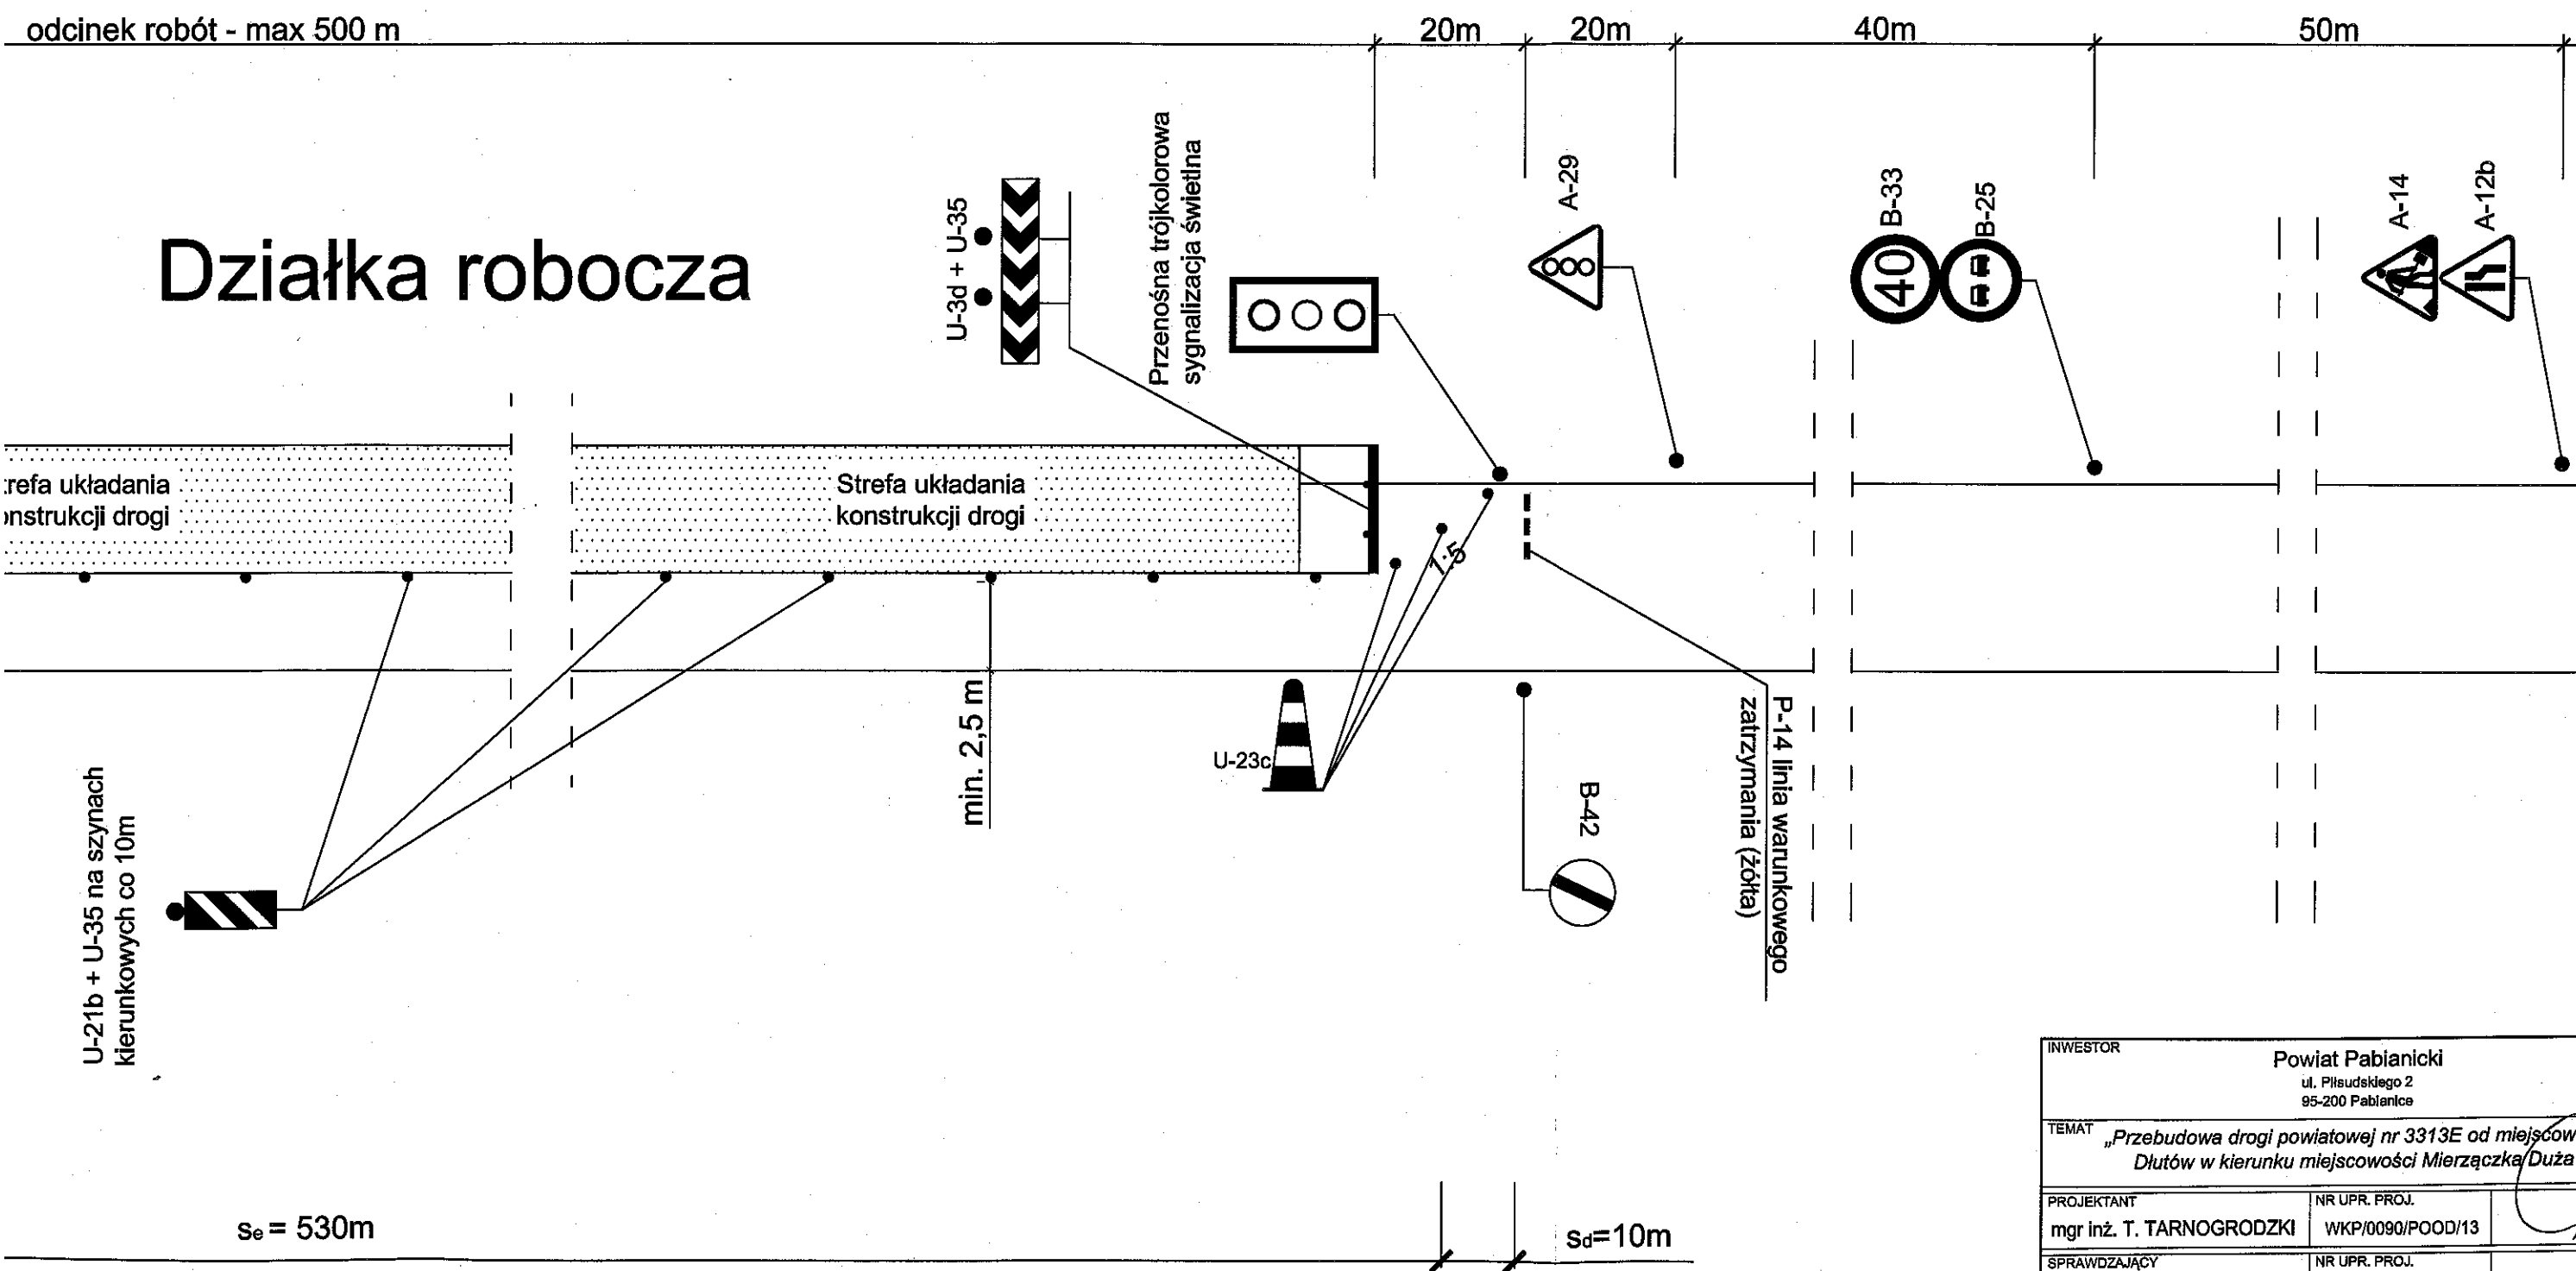 odcinek robót - max 500 m
20m
20m
40m
50m
Działka robocza
U-3d + U-35
Przenośna trójkolorowa
sygnalizacja świetlna
A-29
B-33
40
B-25
A-14
A-12b
konstrukcji drogi
Strefa układania
konstrukcji drogi
1:5
min. 2,5 m
U-23c
B-42
P-14 linia warunkowego
zatrzymania (żółta)
U-21b + U-35 na szynach
kierunkowych co 10m
se = 530m
sd=10m
INWESTOR
Powiat Pabianicki
ul. Piłsudskiego 2
95-200 Pabianice
TEMAT
„Przebudowa drogi powiatowej nr 3313E od miejscow
Dłutów w kierunku miejscowości Mierzączka Duża
PROJEKTANT
NR UPR. PROJ.
mgr inż. T. TARNOGRODZKI
WKP/0090/POOD/13
SPRAWDZAJĄCY
NR UPR. PROJ.